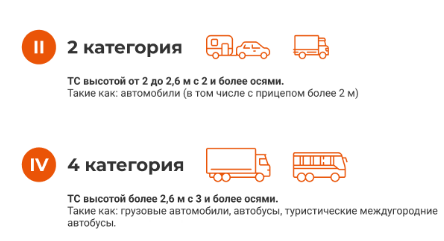 II 2 категория
ТС высотой от 2 до 2,6 м с 2 и более осями.
Такие как: автомобили (в том числе с прицепом более 2 м)
IV 4 категория
ТС высотой более 2,6 м с 3 и более осями.
Такие как: грузовые автомобили, автобусы, туристические междугородние
автобусы.